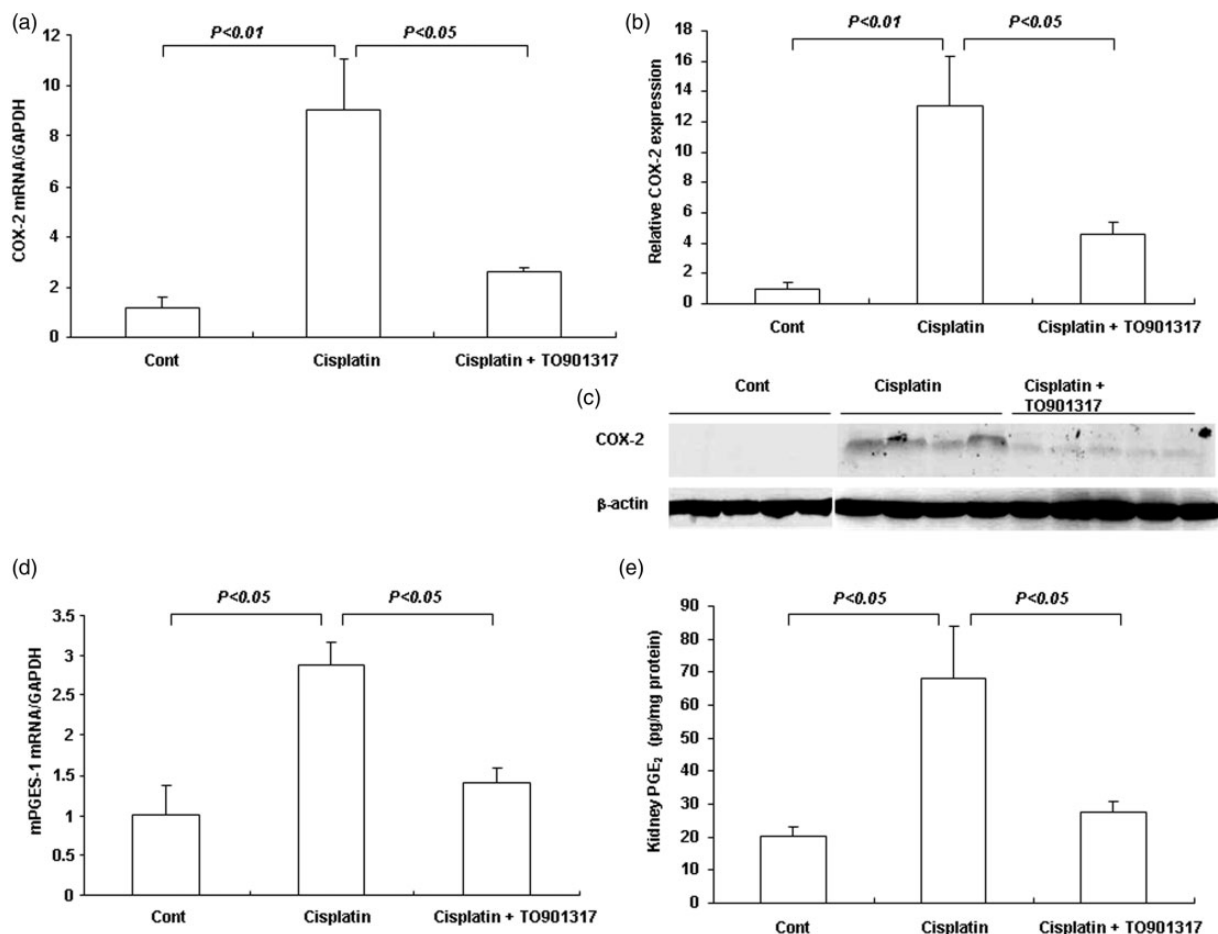 (a)
P<0.01 P<0.05
COX-2 mRNA/GAPDH
12
10
8
6
4
2
0
Cont Cisplatin Cisplatin + TO901317
(b)
P<0.01 P<0.05
Relative COX-2 expression
18
16
14
12
10
8
6
4
2
0
Cont Cisplatin Cisplatin + TO901317
(c)
Cont Cisplatin Cisplatin +
TO901317
COX-2
β-actin
(d)
P<0.05 P<0.05
mPGES-1 mRNA/GAPDH
3.5
3
2.5
2
1.5
1
0.5
0
Cont Cisplatin Cisplatin + TO901317
(e)
P<0.05 P<0.05
Kidney PGE₂ (pg/mg protein)
90
80
70
60
50
40
30
20
10
0
Cont Cisplatin Cisplatin + TO901317